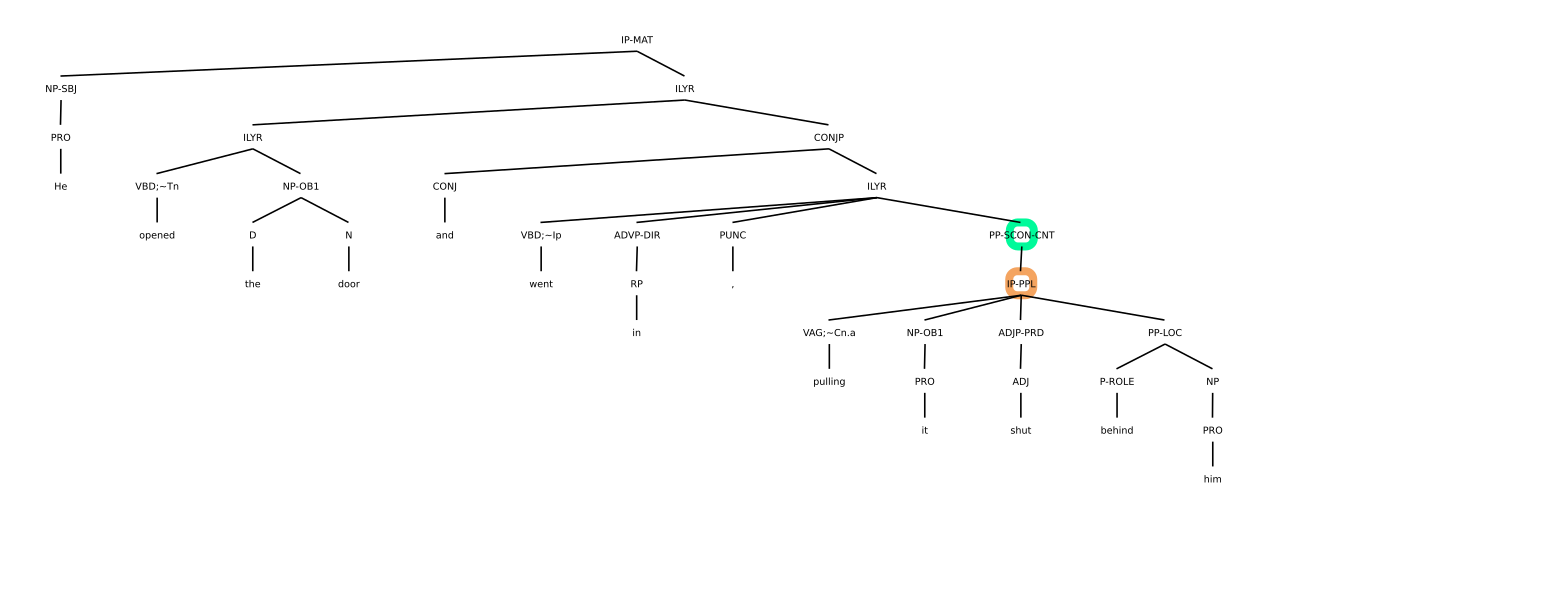 IP-MAT
NP-SBJ ILYR
PRO ILYR CONJP
He VBD;~Tn NP-OB1 CONJ ILYR
opened D N and VBD;~Ip ADVP-DIR PUNC PP-SCON-CNT
the door went RP , IP-PPL
in VAG;~Cn.a NP-OB1 ADJP-PRD PP-LOC
pulling PRO ADJ P-ROLE NP
it shut behind PRO
him